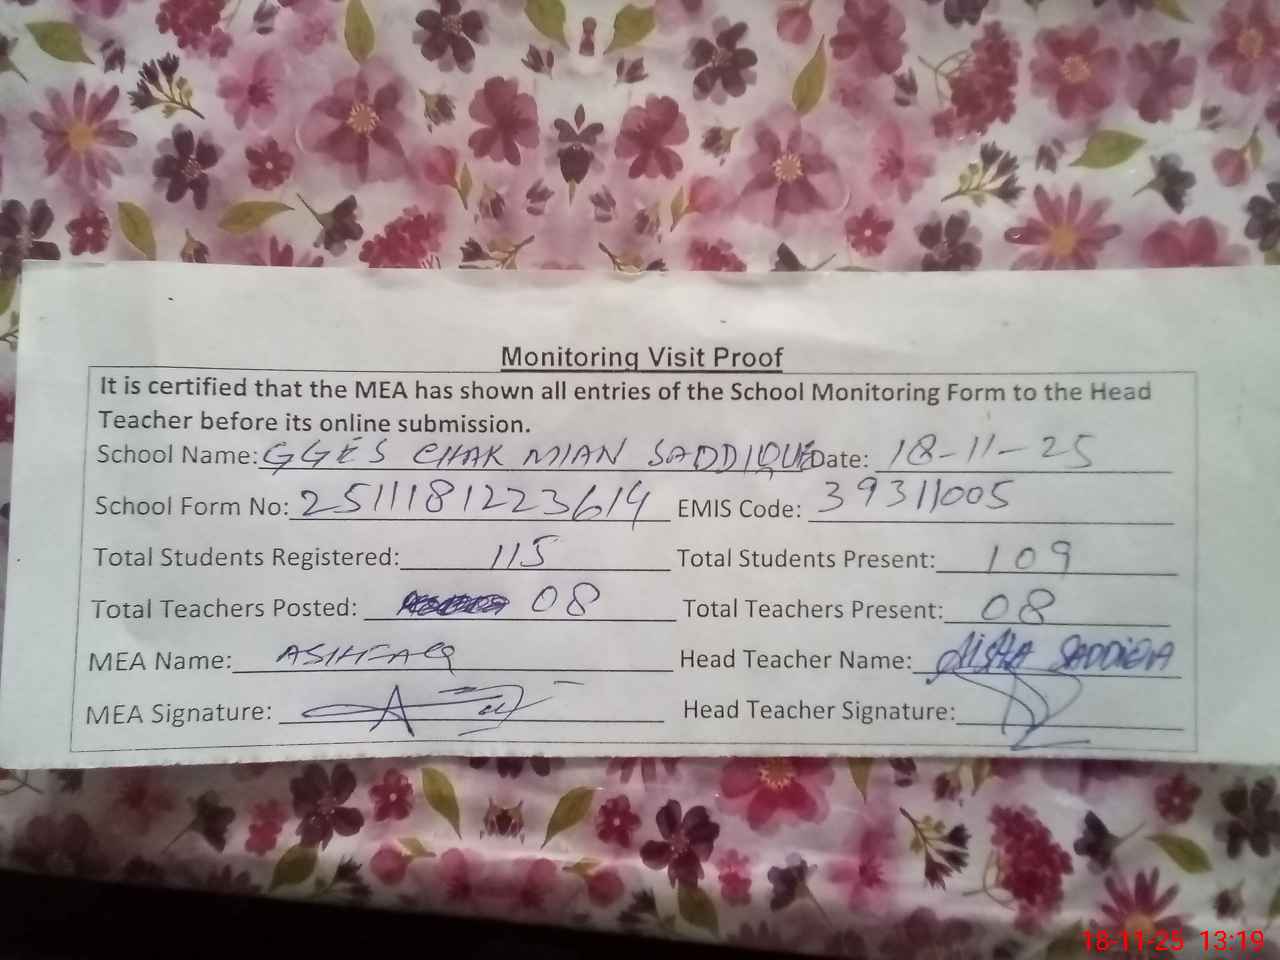 Monitoring Visit Proof
It is certified that the MEA has shown all entries of the School Monitoring Form to the Head
Teacher before its online submission.
School Name: GGES CHAK MIAN SADDIQUE Date: 18-11-25
School Form No: 25111181223614 EMIS Code: 39311005
Total Students Registered: 115 Total Students Present: 109
Total Teachers Posted: 08 Total Teachers Present: 08
MEA Name: ASHFAQ Head Teacher Name: AISHA SADDIQA
MEA Signature: Head Teacher Signature:
18-11-25 13:19